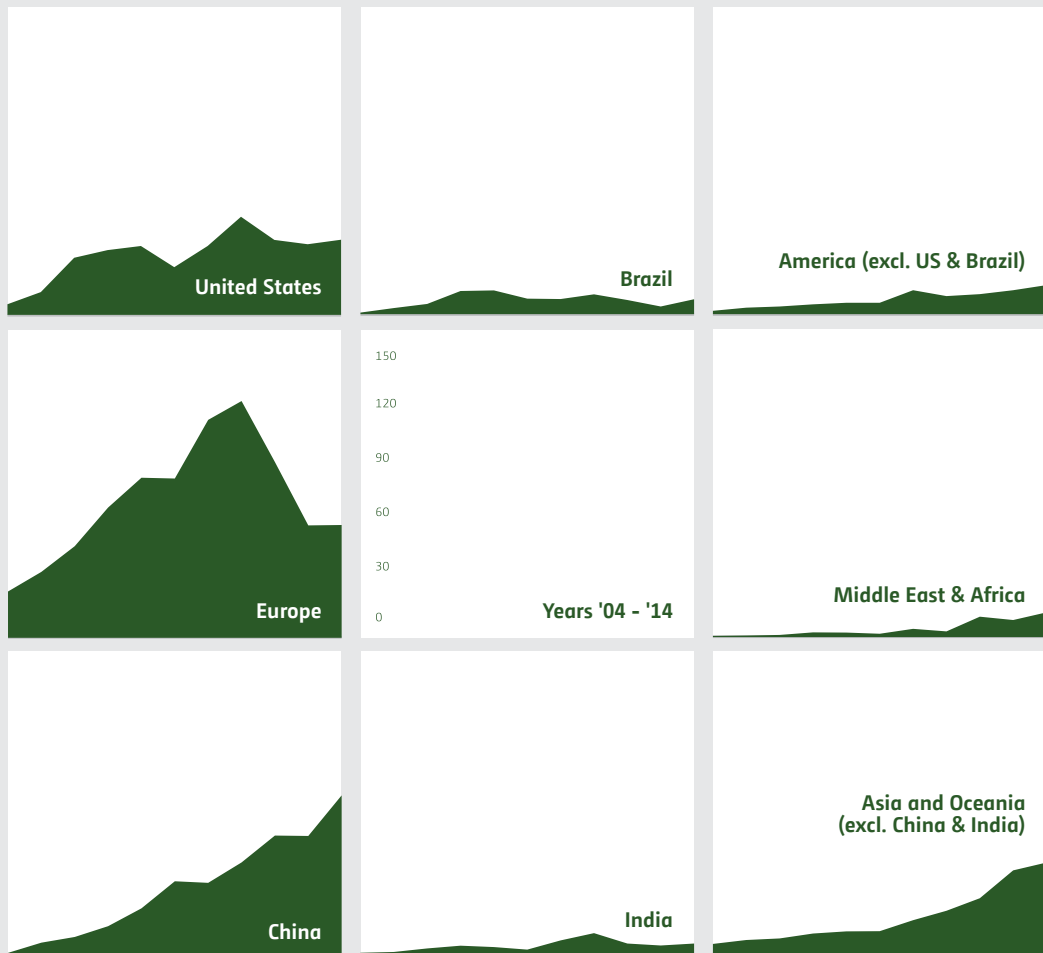 United States
Brazil
America (excl. US & Brazil)
Europe
150
120
90
60
30
0
Years '04 - '14
Middle East & Africa
China
India
Asia and Oceania
(excl. China & India)